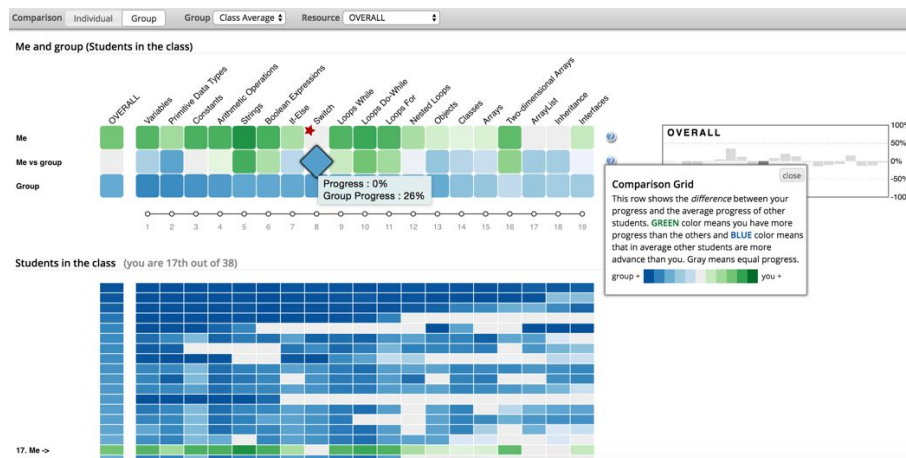 Comparison Individual Group Group Class Average Resource OVERALL
Me and group (Students in the class)
OVERALL Variables Primitive Data Types Constants Arithmetic Operations Strings Boolean Expressions If-Else Switch Loops While Loops Do-While Loops For Nested Loops Objects Classes Arrays Two-dimensional Arrays ArrayList Inheritance Interfaces
Me
Me vs group
Group
Progress : 0%
Group Progress : 26%
1 2 3 4 5 6 7 8 9 10 11 12 13 14 15 16 17 18 19
OVERALL
100%
50%
0%
-50%
-100
close
Comparison Grid
This row shows the difference between your
progress and the average progress of other
students. GREEN color means you have more
progress than the others and BLUE color means
that in average other students are more
advance than you. Gray means equal progress.
group + you +
Students in the class (you are 17th out of 38)
17. Me ->